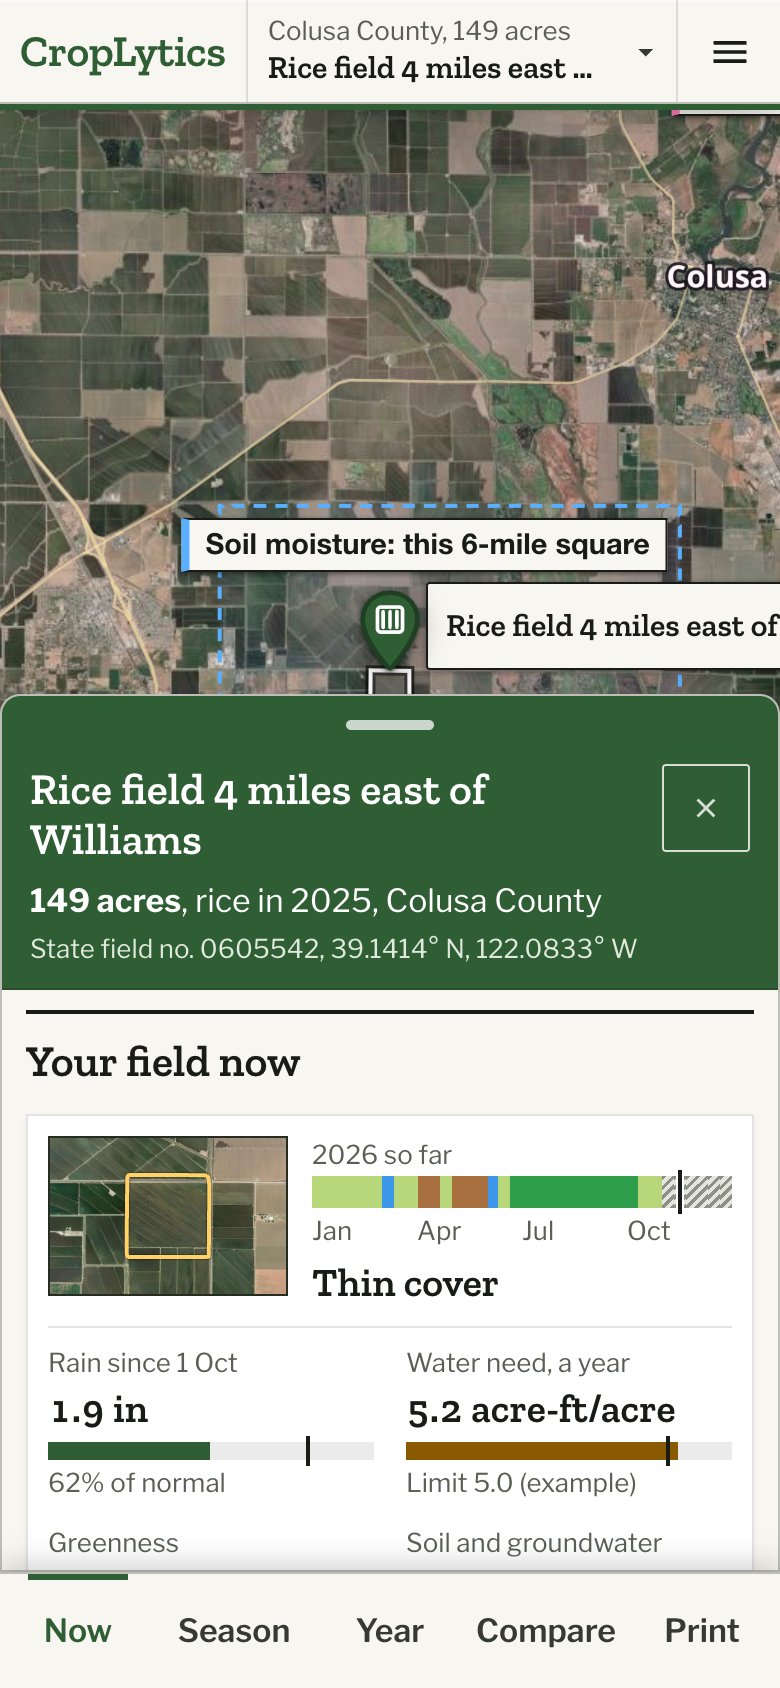 CropLytics
Colusa County, 149 acres
Rice field 4 miles east ...
Colusa
Soil moisture: this 6-mile square
Rice field 4 miles east of
Rice field 4 miles east of
Williams
149 acres, rice in 2025, Colusa County
State field no. 0605542, 39.1414° N, 122.0833° W
Your field now
2026 so far
Jan Apr Jul Oct
Thin cover
Rain since 1 Oct
1.9 in
62% of normal
Water need, a year
5.2 acre-ft/acre
Limit 5.0 (example)
Greenness
Soil and groundwater
Now Season Year Compare Print